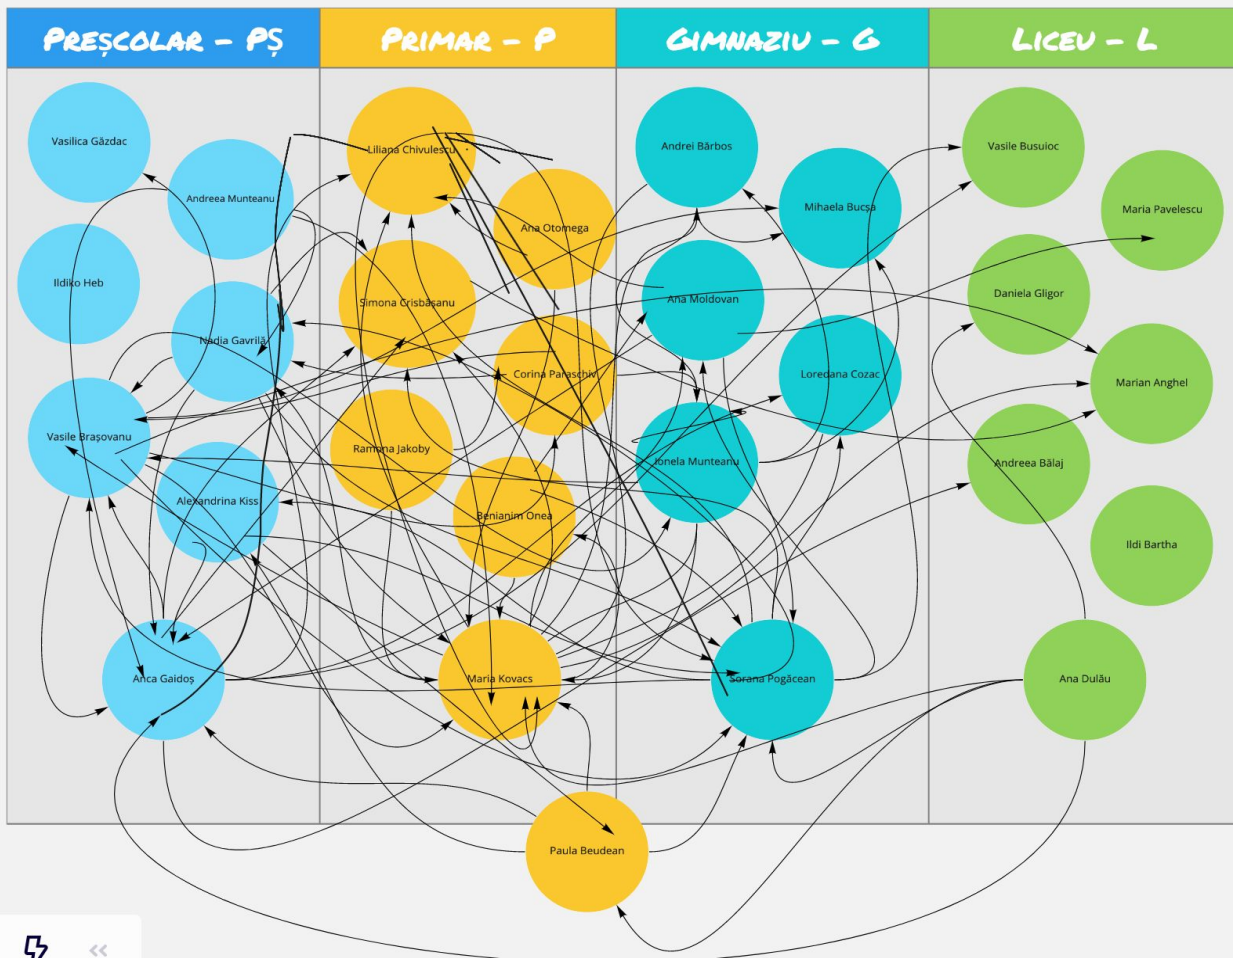 PREȘCOLAR - PȘ
PRIMAR - P
GIMNAZIU - G
LICEU - L
Vasilica Găzdac
Andreea Munteanu
Ildiko Heb
Nadia Gavrilă
Vasile Brașovanu
Alexandrina Kiss
Anca Gaidoș
Liliana Chivulescu
Ana Otomega
Simona Crisbășanu
Corina Paraschiv
Ramona Jakoby
Benianim Onea
Maria Kovacs
Paula Beudean
Andrei Bărbos
Mihaela Bucșa
Ana Moldovan
Loredana Cozac
Ionela Munteanu
Sorana Pogăcean
Vasile Busuioc
Maria Pavelescu
Daniela Gligor
Marian Anghel
Andreea Bălaj
Ildi Bartha
Ana Dulău